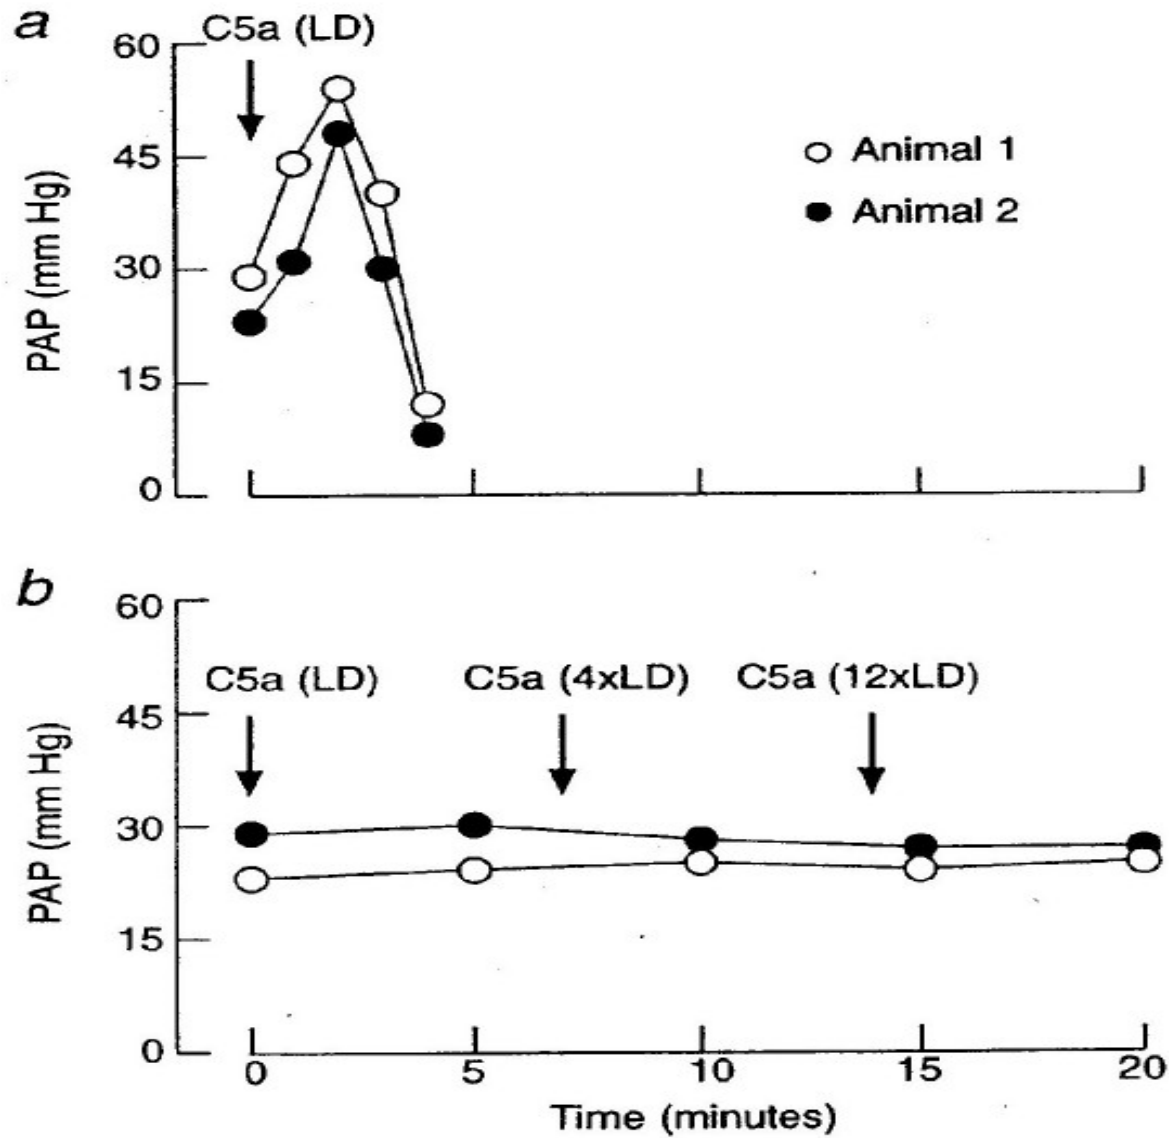 a
C5a (LD)
60
45
30
15
0
PAP (mm Hg)
Animal 1
Animal 2
b
60
45
30
15
0
PAP (mm Hg)
C5a (LD) C5a (4xLD) C5a (12xLD)
0 5 10 15 20
Time (minutes)